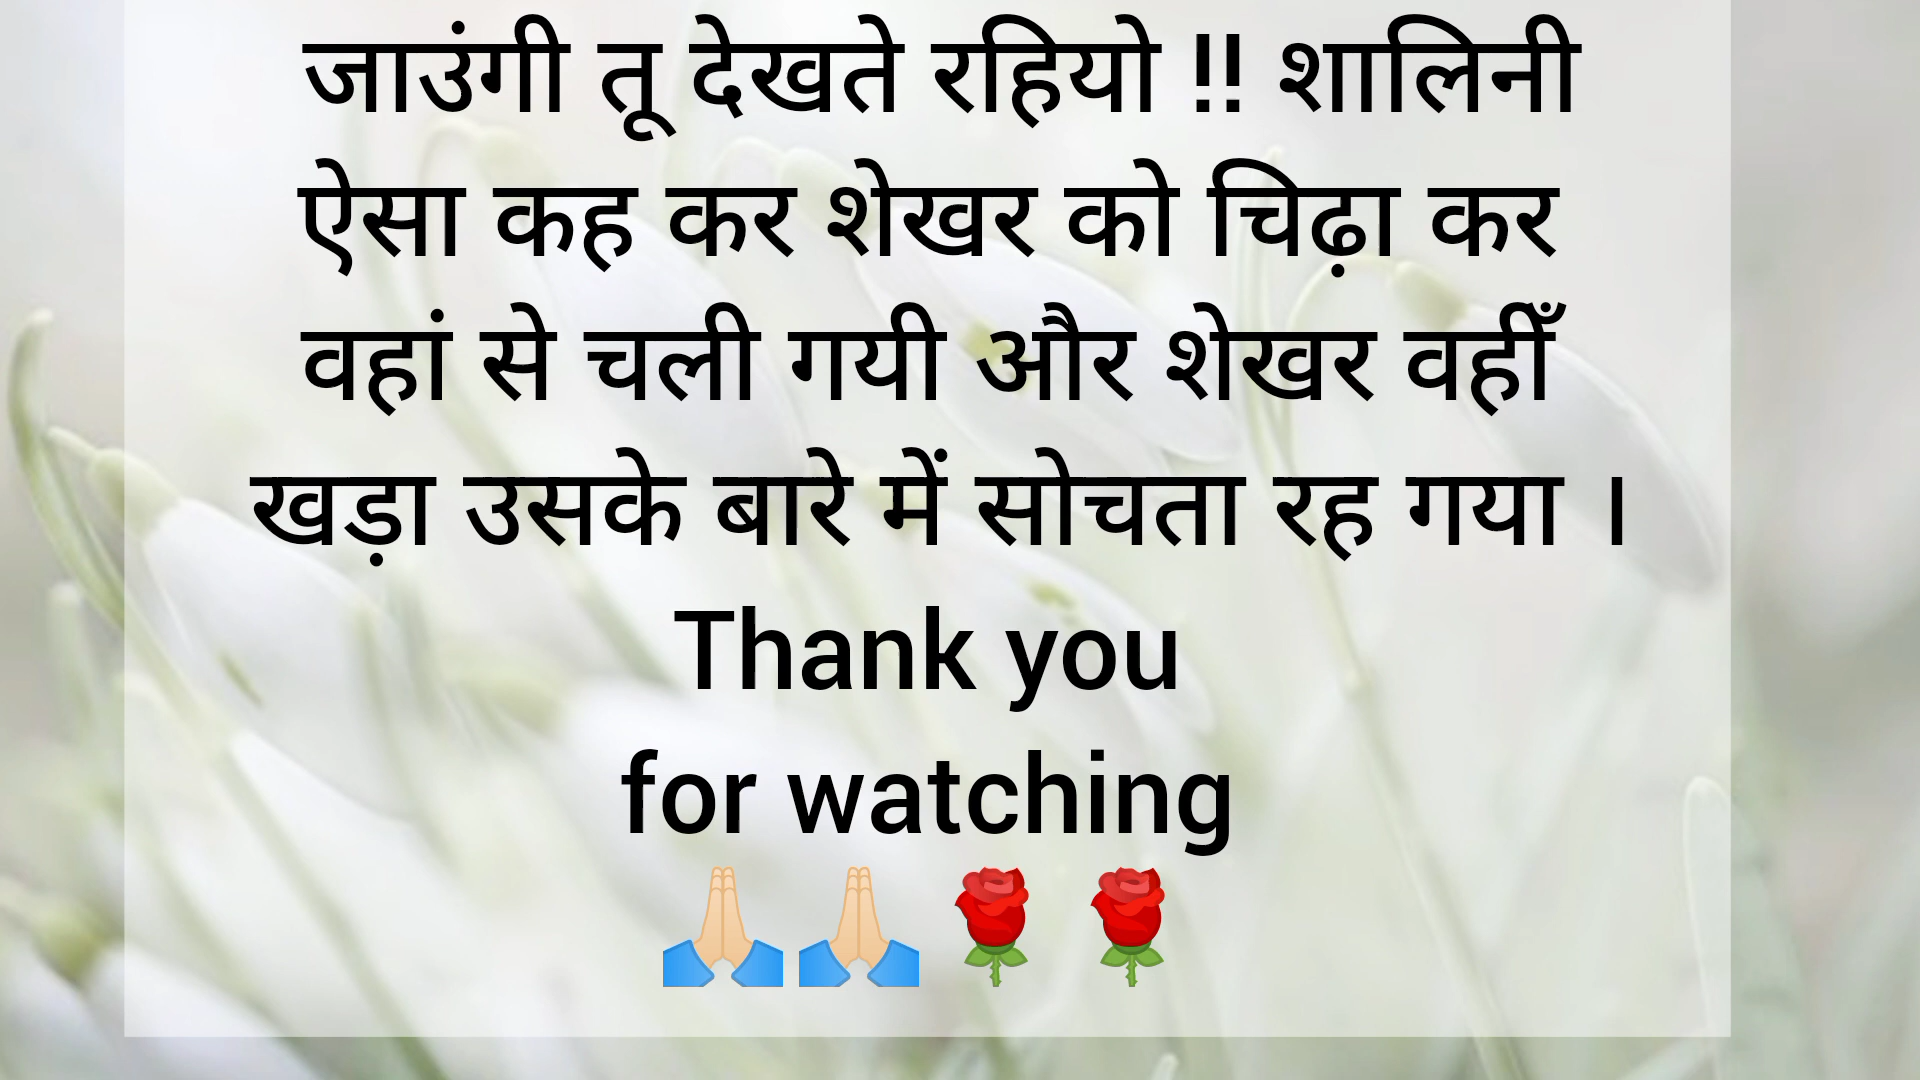 जाउंगी तू देखते रहियो !! शालिनी
ऐसा कह कर शेखर को चिढ़ा कर
वहां से चली गयी और शेखर वहीँ
खड़ा उसके बारे में सोचता रह गया ।
Thank you
for watching
🙏🏻🙏🏻🌹🌹